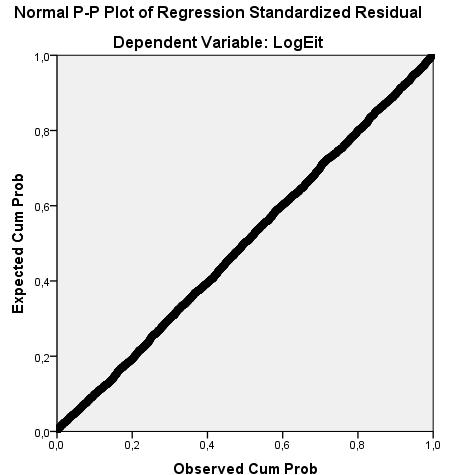 Normal P-P Plot of Regression Standardized Residual
Dependent Variable: LogEit
1,0
0,8
0,6
0,4
0,2
0,0
Expected Cum Prob
0,0 0,2 0,4 0,6 0,8 1,0
Observed Cum Prob